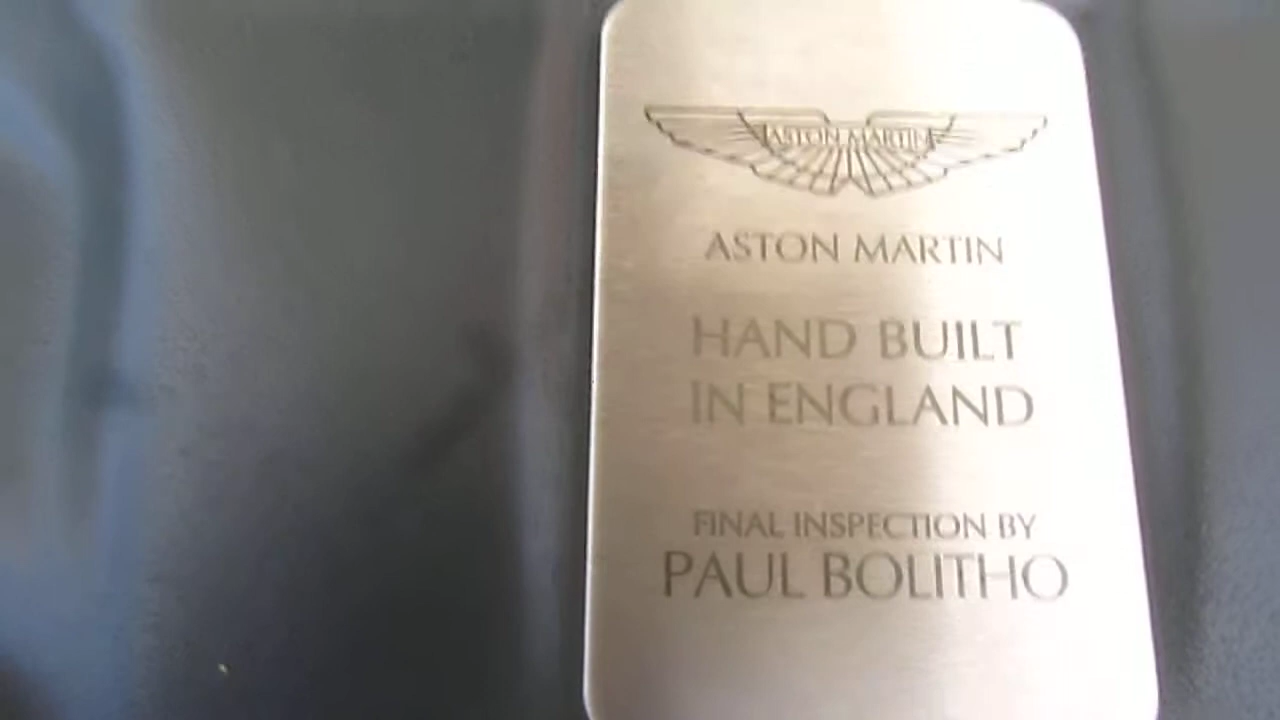 ASTON MARTIN
ASTON MARTIN
HAND BUILT
IN ENGLAND
FINAL INSPECTION BY
PAUL BOLITHO